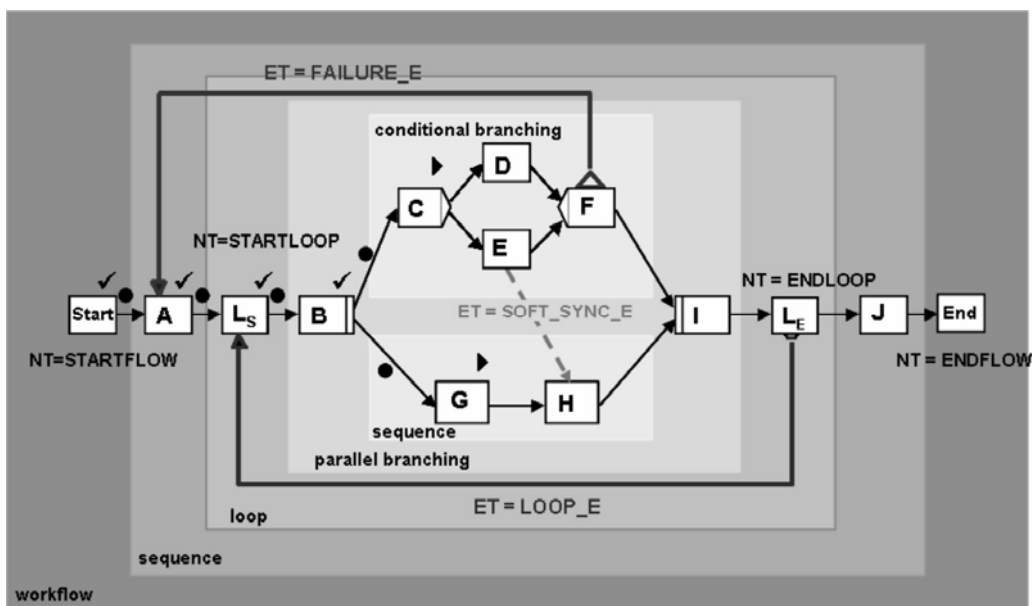 ET = FAILURE_E
conditional branching
D
C
F
NT=STARTLOOP
E
NT = ENDLOOP
Start
A
LS
B
ET = SOFT_SYNC_E
I
LE
J
End
NT=STARTFLOW
NT = ENDFLOW
G
H
sequence
parallel branching
ET = LOOP_E
loop
sequence
workflow